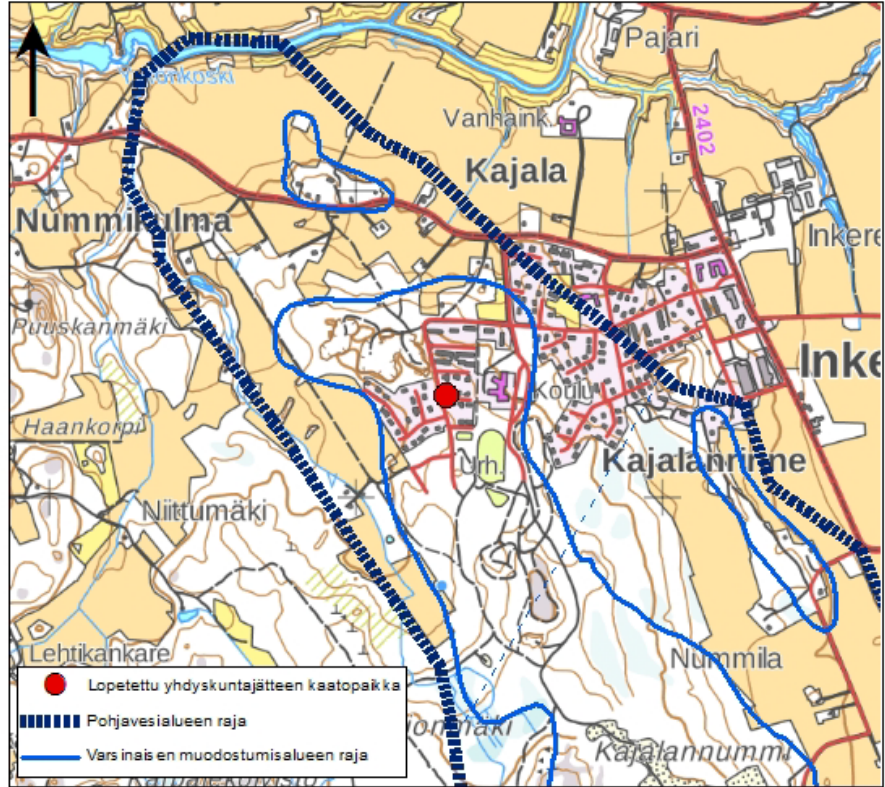 Pajari
Vanhaink.
2402
Kajala
Nummikulma
Inkere
Puuskanmäki
Inke
Koulu
Haankorpi
Urh.
Kajalanrinne
Niittumäki
Lehtikankare
Nummila
Kajalannummi
Lopetettu yhdyskuntajätteen kaatopaikka
Pohjavesialueen raja
Varsinaisen muodostumisalueen raja